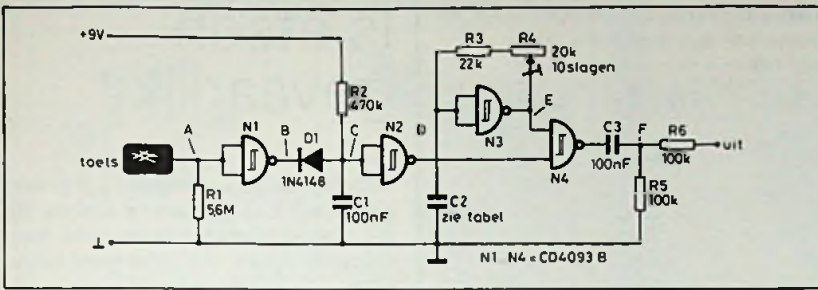 +9V
R3
22k
R4
20k
10slagen
R2
470k
A
N1
B
D1
1N4148
C
N2
D
N3
E
N4
C3
100nF
F
R6
100k
uit
toets
R1
5,6M
C1
100nF
C2
zie tabel
R5
100k
⊥
N1 N4 = CD4093 B